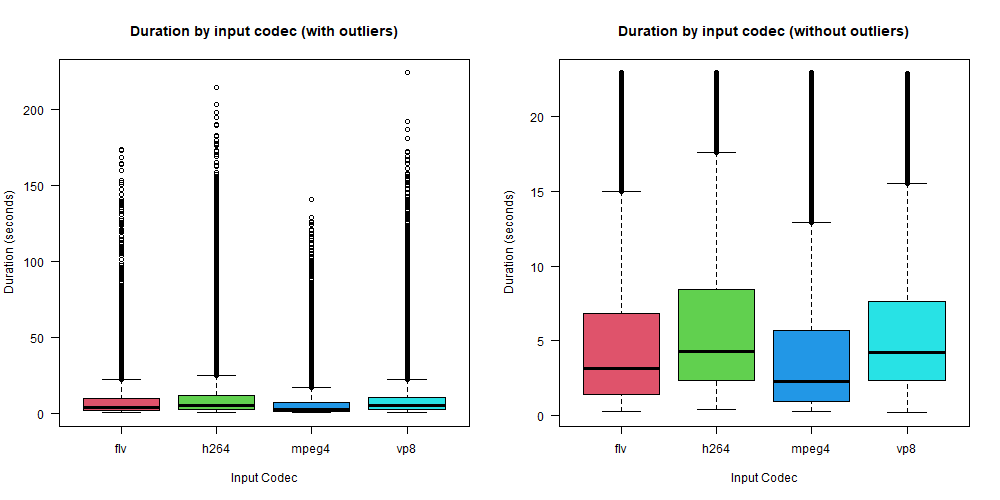 Duration by input codec (with outliers)
Duration (seconds)
200
150
100
50
0
flv h264 mpeg4 vp8
Input Codec
Duration by input codec (without outliers)
Duration (seconds)
20
15
10
5
0
flv h264 mpeg4 vp8
Input Codec